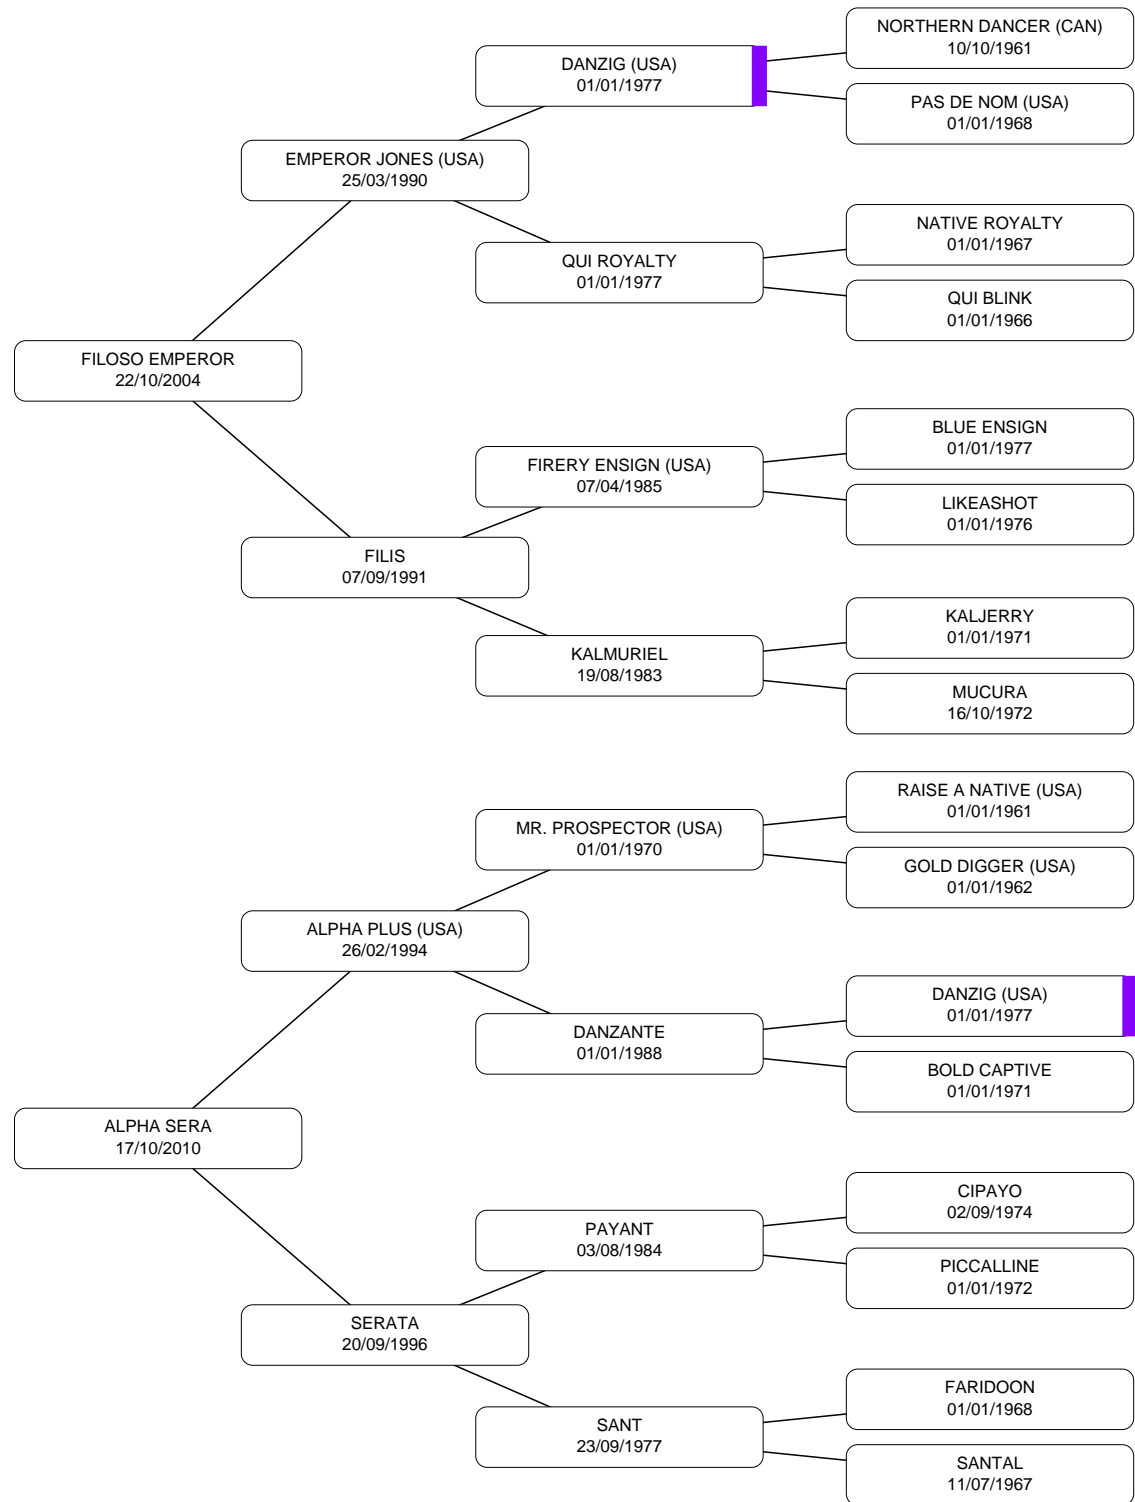 NORTHERN DANCER (CAN)
10/10/1961
DANZIG (USA)
01/01/1977
PAS DE NOM (USA)
01/01/1968
EMPEROR JONES (USA)
25/03/1990
NATIVE ROYALTY
01/01/1967
QUI ROYALTY
01/01/1977
QUI BLINK
01/01/1966
FILOSO EMPEROR
22/10/2004
BLUE ENSIGN
01/01/1977
FIRERY ENSIGN (USA)
07/04/1985
LIKEASHOT
01/01/1976
FILIS
07/09/1991
KALJERRY
01/01/1971
KALMURIEL
19/08/1983
MUCURA
16/10/1972
RAISE A NATIVE (USA)
01/01/1961
MR. PROSPECTOR (USA)
01/01/1970
GOLD DIGGER (USA)
01/01/1962
ALPHA PLUS (USA)
26/02/1994
DANZIG (USA)
01/01/1977
DANZANTE
01/01/1988
BOLD CAPTIVE
01/01/1971
ALPHA SERA
17/10/2010
CIPAYO
02/09/1974
PAYANT
03/08/1984
PICCALLINE
01/01/1972
SERATA
20/09/1996
FARIDOON
01/01/1968
SANT
23/09/1977
SANTAL
11/07/1967